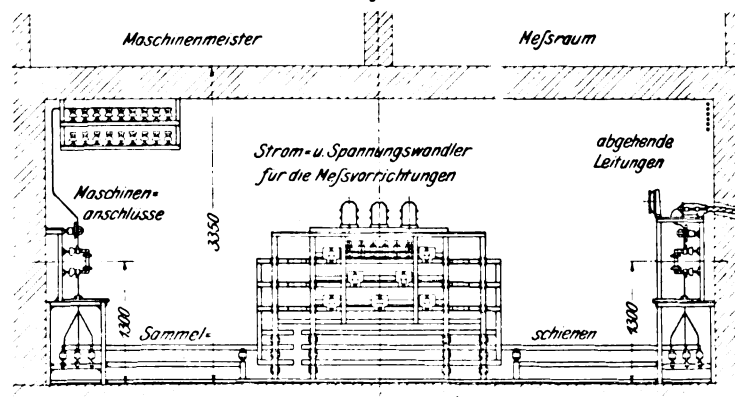 Maschinenmeister
Meßraum
Strom= u. Spannungswandler
für die Meßvorrichtungen
abgehende
Leitungen
Maschinen=
anschlüsse
3350
1300
Sammel=
schienen
1300